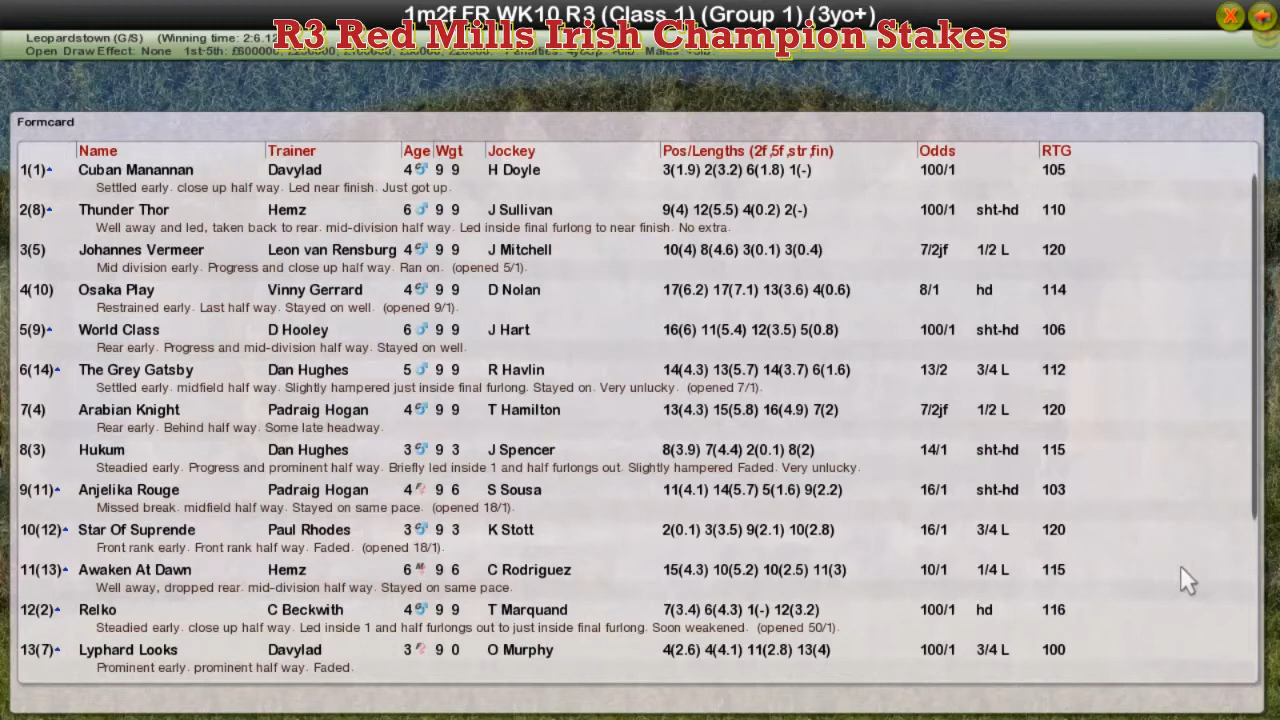 1m2f FR WK10 R3 (Class 1) (Group 1) (3yo+)
R3 Red Mills Irish Champion Stakes
Leopardstown (G/S) (Winning time: 2:6.12
Open Draw Effect: None 1st-5th: £600000,
Formcard
Name Trainer Age Wgt Jockey Pos/Lengths (2f,5f,str,fin) Odds RTG
1(1) Cuban Manannan Davylad 4 9 9 H Doyle 3(1.9) 2(3.2) 6(1.8) 1(-) 100/1 105
Settled early. close up half way. Led near finish. Just got up.
2(8) Thunder Thor Hemz 6 9 9 J Sullivan 9(4) 12(5.5) 4(0.2) 2(-) 100/1 sht-hd 110
Well away and led, taken back to rear. mid-division half way. Led inside final furlong to near finish. No extra.
3(5) Johannes Vermeer Leon van Rensburg 4 9 9 J Mitchell 10(4) 8(4.6) 3(0.1) 3(0.4) 7/2jf 1/2 L 120
Mid division early. Progress and close up half way. Ran on. (opened 5/1).
4(10) Osaka Play Vinny Gerrard 4 9 9 D Nolan 17(6.2) 17(7.1) 13(3.6) 4(0.6) 8/1 hd 114
Restrained early. Last half way. Stayed on well. (opened 9/1).
5(9) World Class D Hooley 6 9 9 J Hart 16(6) 11(5.4) 12(3.5) 5(0.8) 100/1 sht-hd 106
Rear early. Progress and mid-division half way. Stayed on well.
6(14) The Grey Gatsby Dan Hughes 5 9 9 R Havlin 14(4.3) 13(5.7) 14(3.7) 6(1.6) 13/2 3/4 L 112
Settled early. midfield half way. Slightly hampered just inside final furlong. Stayed on. Very unlucky. (opened 7/1).
7(4) Arabian Knight Padraig Hogan 4 9 9 T Hamilton 13(4.3) 15(5.8) 16(4.9) 7(2) 7/2jf 1/2 L 120
Rear early. Behind half way. Some late headway.
8(3) Hukum Dan Hughes 3 9 3 J Spencer 8(3.9) 7(4.4) 2(0.1) 8(2) 14/1 sht-hd 115
Steadied early. Progress and prominent half way. Briefly led inside 1 and half furlongs out. Slightly hampered Faded. Very unlucky.
9(11) Anjelika Rouge Padraig Hogan 4 9 6 S Sousa 11(4.1) 14(5.7) 5(1.6) 9(2.2) 16/1 sht-hd 103
Missed break. midfield half way. Stayed on same pace. (opened 18/1).
10(12) Star Of Suprende Paul Rhodes 3 9 3 K Stott 2(0.1) 3(3.5) 9(2.1) 10(2.8) 16/1 3/4 L 120
Front rank early. Front rank half way. Faded. (opened 18/1).
11(13) Awaken At Dawn Hemz 6 9 6 C Rodriguez 15(4.3) 10(5.2) 10(2.5) 11(3) 10/1 1/4 L 115
Well away, dropped rear. mid-division half way. Stayed on same pace.
12(2) Relko C Beckwith 4 9 9 T Marquand 7(3.4) 6(4.3) 1(-) 12(3.2) 100/1 hd 116
Steadied early. close up half way. Led inside 1 and half furlongs out to just inside final furlong. Soon weakened. (opened 50/1).
13(7) Lyphard Looks Davylad 3 9 0 O Murphy 4(2.6) 4(4.1) 11(2.8) 13(4) 100/1 3/4 L 100
Prominent early. prominent half way. Faded.